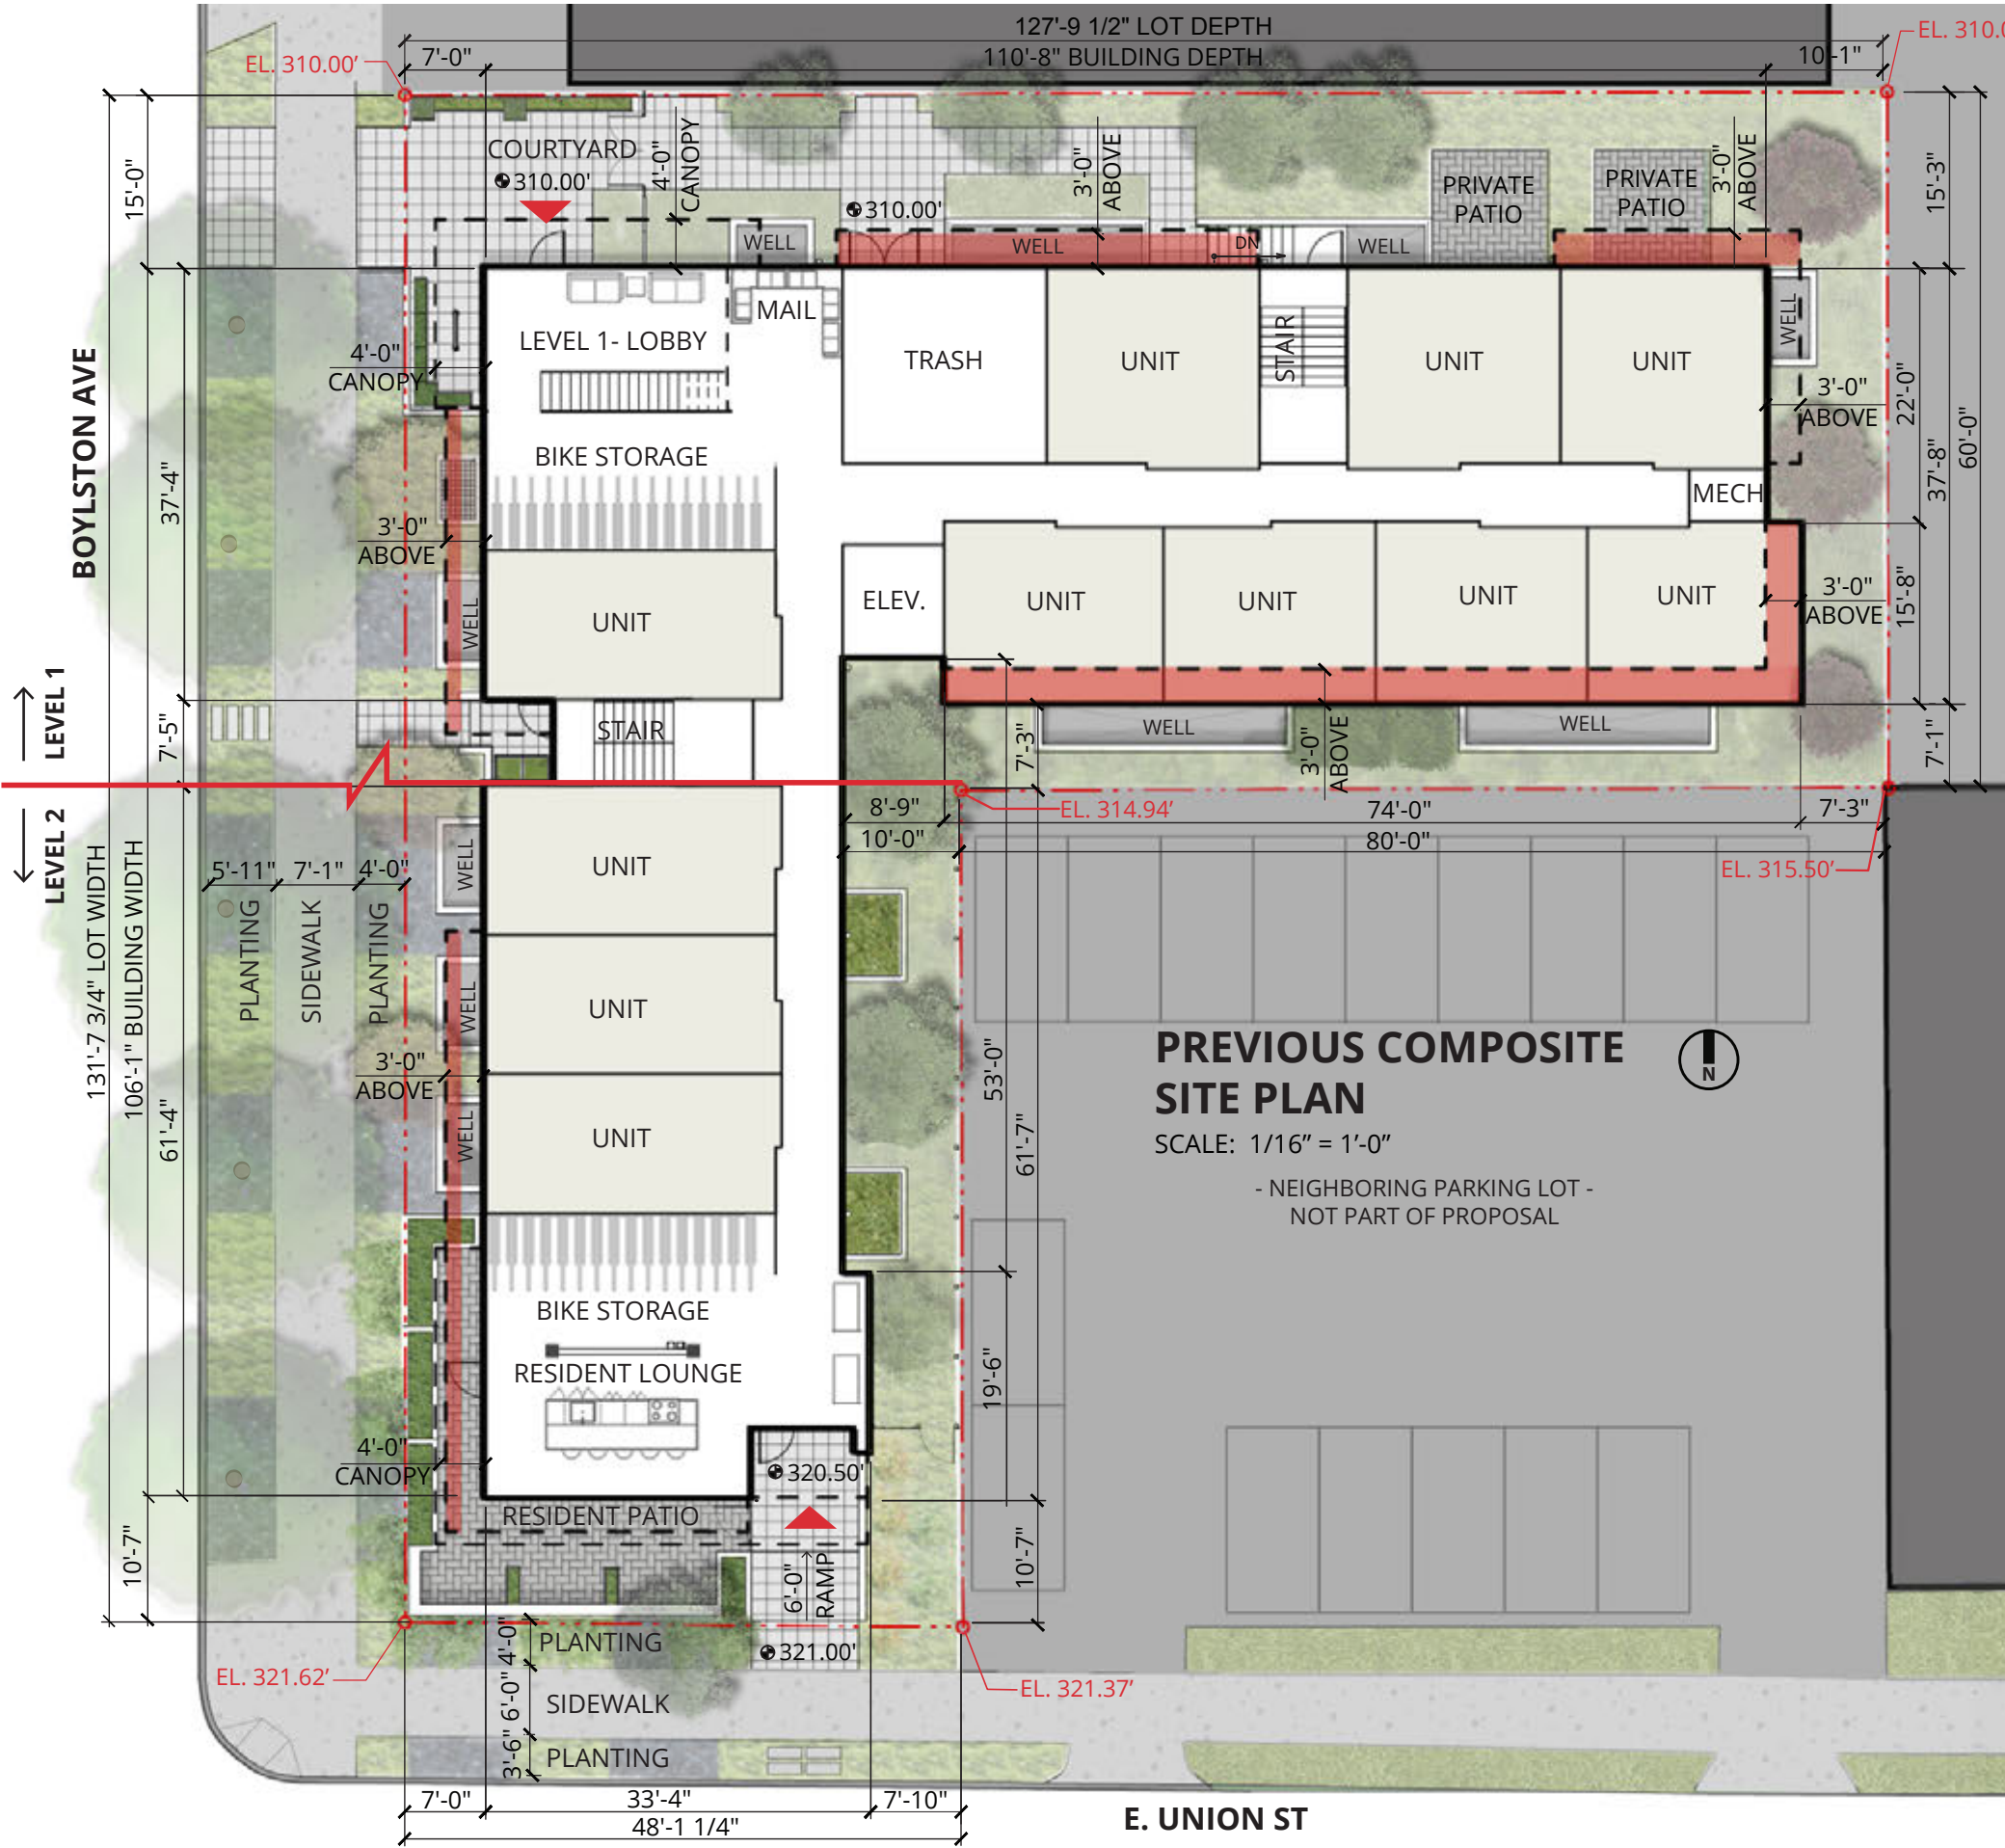 127'-9 1/2" LOT DEPTH
EL. 310.0
EL. 310.00'
7'-0"
110'-8" BUILDING DEPTH
10'-1"
15'-0"
COURTYARD
310.00'
4'-0"
CANOPY
310.00'
3'-0"
ABOVE
PRIVATE
PATIO
PRIVATE
PATIO
3'-0"
ABOVE
15'-3"
WELL
WELL
DN
WELL
WELL
BOYLSTON AVE
37'-4"
4'-0"
CANOPY
LEVEL 1- LOBBY
MAIL
TRASH
UNIT
STAIR
UNIT
UNIT
3'-0"
ABOVE
22'-0"
37'-8"
60'-0"
BIKE STORAGE
3'-0"
ABOVE
MECH
WELL
UNIT
ELEV.
UNIT
UNIT
UNIT
UNIT
3'-0"
ABOVE
15'-8"
LEVEL 1
7'-5"
STAIR
7'-3"
WELL
3'-0"
ABOVE
WELL
7'-1"
LEVEL 2
EL. 314.94'
8'-9"
74'-0"
7'-3"
10'-0"
80'-0"
EL. 315.50'
131'-7 3/4" LOT WIDTH
106'-1" BUILDING WIDTH
61'-4"
5'-11"
7'-1"
4'-0"
PLANTING
SIDEWALK
PLANTING
WELL
UNIT
WELL
UNIT
3'-0"
ABOVE
WELL
UNIT
53'-0"
61'-7"
PREVIOUS COMPOSITE
SITE PLAN
N
SCALE: 1/16" = 1'-0"
- NEIGHBORING PARKING LOT -
NOT PART OF PROPOSAL
BIKE STORAGE
RESIDENT LOUNGE
19'-6"
4'-0"
CANOPY
320.50'
RESIDENT PATIO
10'-7"
6'-0"
RAMP
10'-7"
4'-0"
PLANTING
321.00'
EL. 321.62'
EL. 321.37'
6'-0"
SIDEWALK
3'-6"
PLANTING
7'-0"
33'-4"
7'-10"
48'-1 1/4"
E. UNION ST